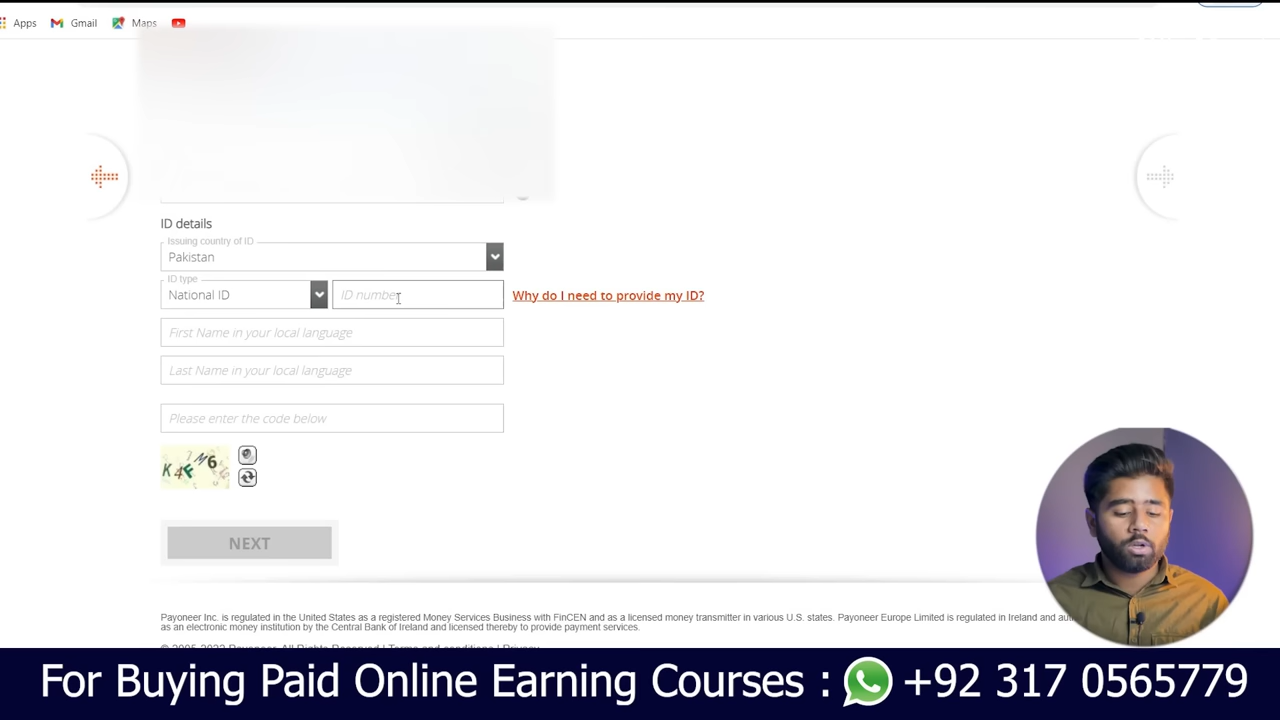 Apps Gmail Maps
ID details
Issuing country of ID
Pakistan
ID type
National ID ID number Why do I need to provide my ID?
First Name in your local language
Last Name in your local language
Please enter the code below
K4FM6
NEXT
Payoneer Inc. is regulated in the United States as a registered Money Services Business with FinCEN and as a licensed money transmitter in various U.S. states. Payoneer Europe Limited is regulated in Ireland and
as an electronic money institution by the Central Bank of Ireland and licensed thereby to provide payment services.
For Buying Paid Online Earning Courses : +92 317 0565779